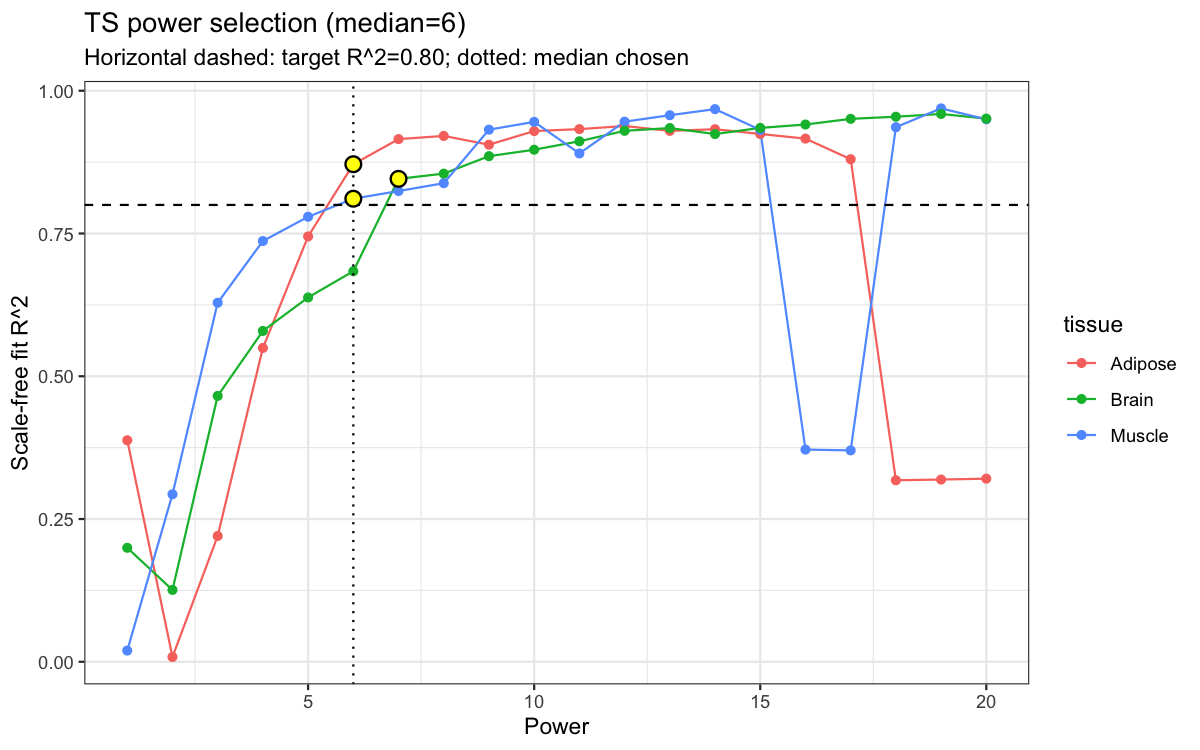 TS power selection (median=6)
Horizontal dashed: target R^2=0.80; dotted: median chosen
1.00
0.75
0.50
0.25
0.00
Scale-free fit R^2
5
10
15
20
Power
tissue
Adipose
Brain
Muscle